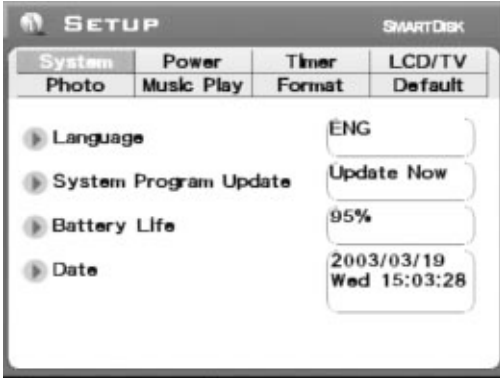 SETUP SMARTDISK
System Power Timer LCD/TV
Photo Music Play Format Default
Language ENG
System Program Update Update Now
Battery Life 95%
Date 2003/03/19
Wed 15:03:28